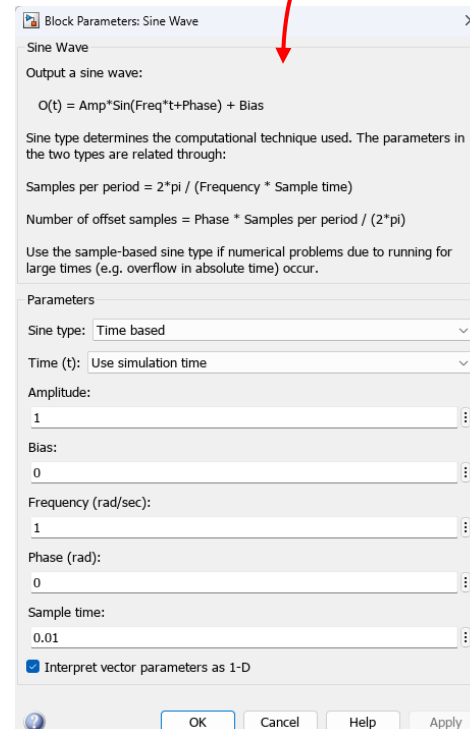 Block Parameters: Sine Wave
Sine Wave
Output a sine wave:
O(t) = Amp*Sin(Freq*t+Phase) + Bias
Sine type determines the computational technique used. The parameters in
the two types are related through:
Samples per period = 2*pi / (Frequency * Sample time)
Number of offset samples = Phase * Samples per period / (2*pi)
Use the sample-based sine type if numerical problems due to running for
large times (e.g. overflow in absolute time) occur.
Parameters
Sine type: Time based
Time (t): Use simulation time
Amplitude:
1
Bias:
0
Frequency (rad/sec):
1
Phase (rad):
0
Sample time:
0.01
Interpret vector parameters as 1-D
OK Cancel Help Apply